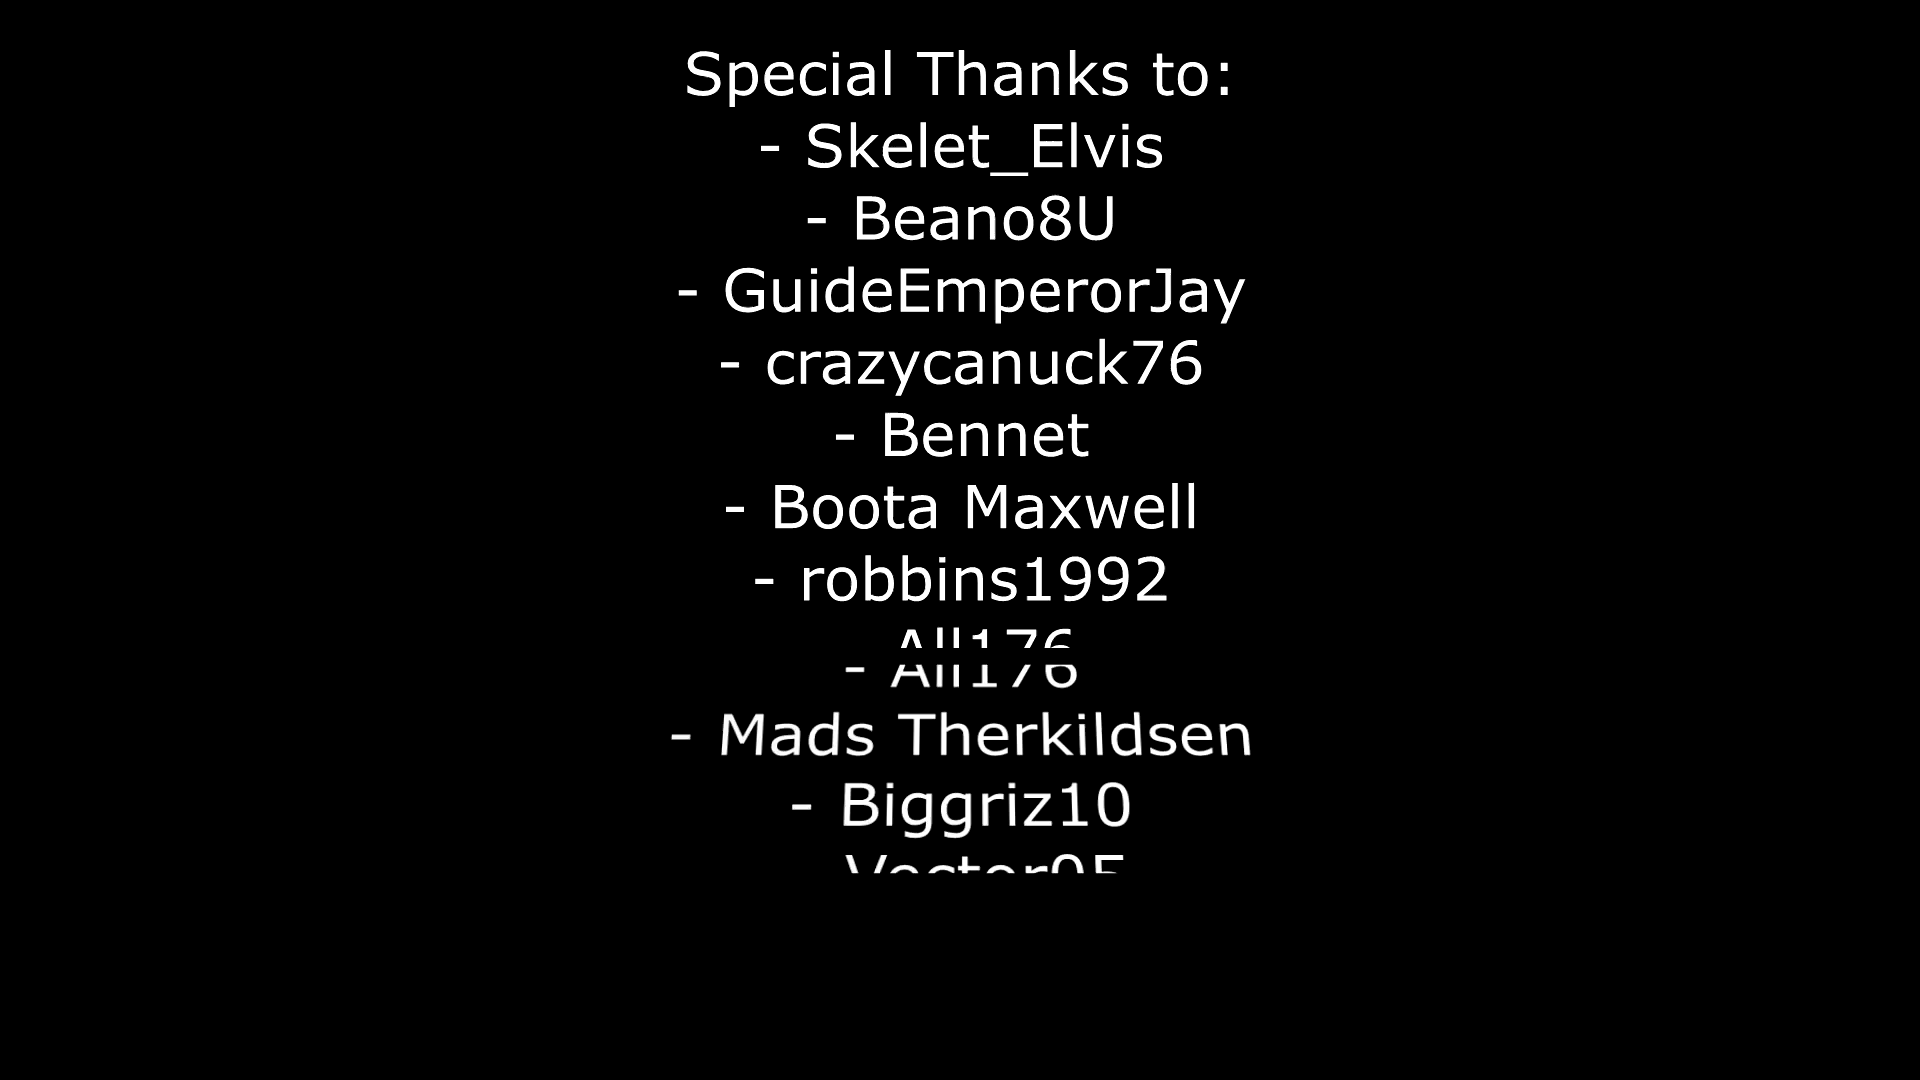 Special Thanks to:
- Skelet_Elvis
- Beano8U
- GuideEmperorJay
- crazycanuck76
- Bennet
- Boota Maxwell
- robbins1992
- All176
- Mads Therkildsen
- Biggriz10